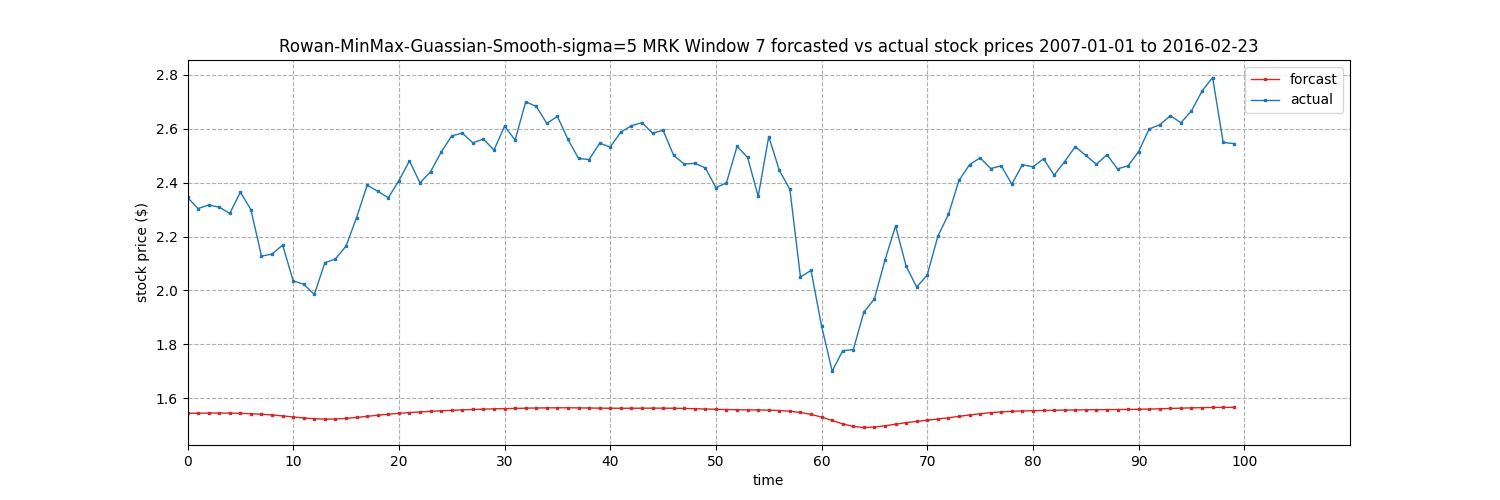 Rowan-MinMax-Guassian-Smooth-sigma=5 MRK Window 7 forcasted vs actual stock prices 2007-01-01 to 2016-02-23
forcast
actual
stock price ($)
2.8
2.6
2.4
2.2
2.0
1.8
1.6
0 10 20 30 40 50 60 70 80 90 100
time